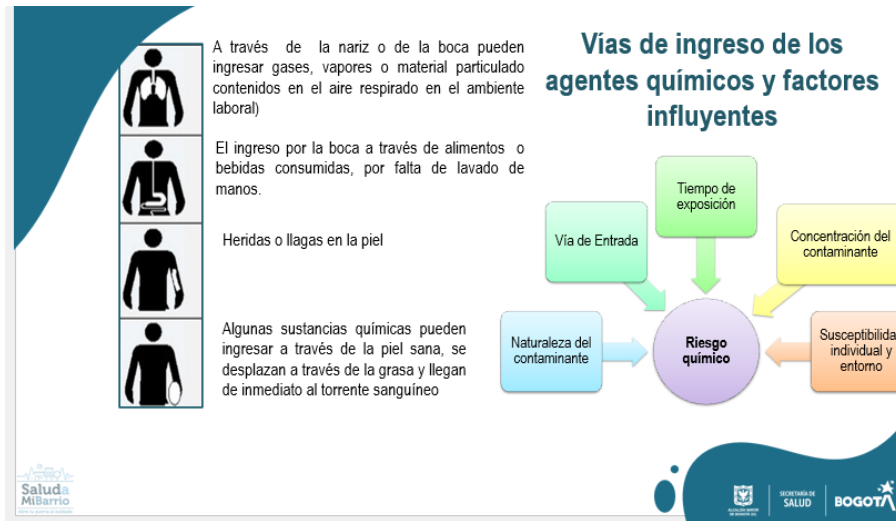 A través de la nariz o de la boca pueden
ingresar gases, vapores o material particulado
contenidos en el aire respirado en el ambiente
laboral)
El ingreso por la boca a través de alimentos o
bebidas consumidas, por falta de lavado de
manos.
Heridas o llagas en la piel
Algunas sustancias químicas pueden
ingresar a través de la piel sana, se
desplazan a través de la grasa y llegan
de inmediato al torrente sanguíneo
Vías de ingreso de los
agentes químicos y factores
influyentes
Tiempo de
exposición
Vía de Entrada
Concentración del
contaminante
Naturaleza del
contaminante
Riesgo
químico
Susceptibilida
individual y
entorno
Saluda
MiBarrio
ALCALDÍA MAYOR
DE BOGOTÁ D.C.
SECRETARÍA DE
SALUD
BOGOTÁ